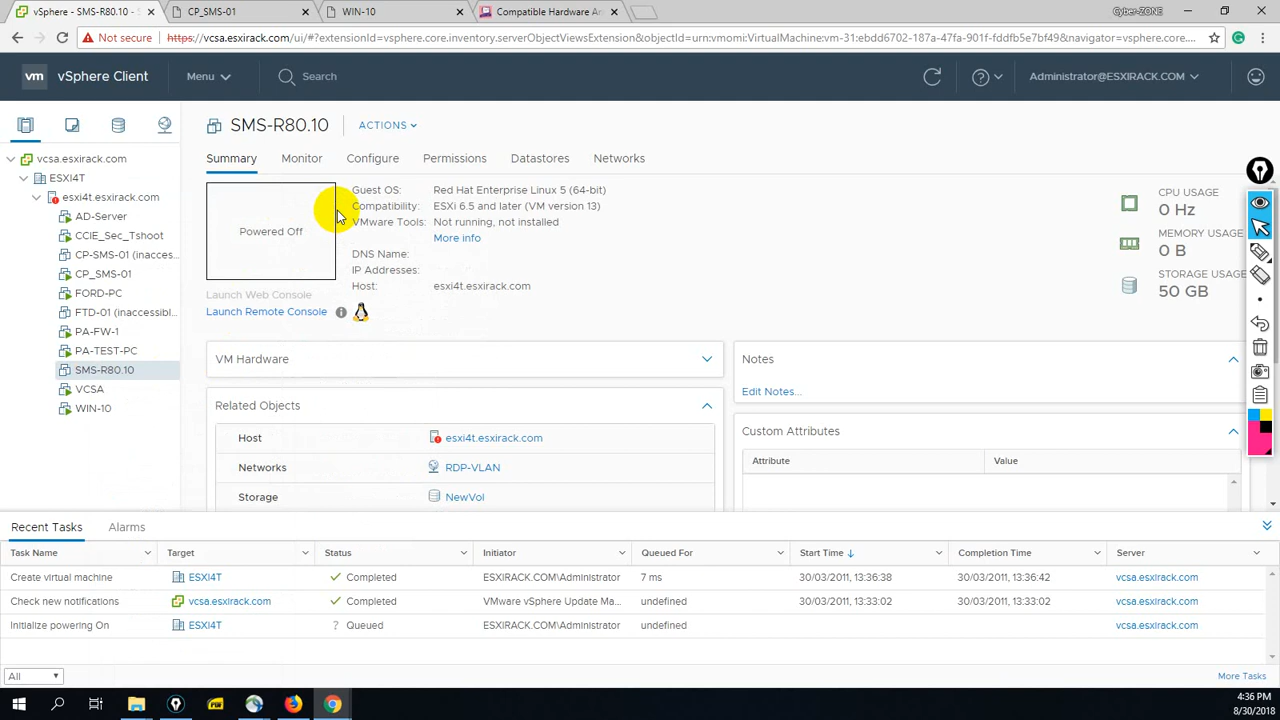 vSphere - SMS-R80.10 - S
CP_SMS-01
WIN-10
Compatible Hardware An
Cyber-ZONE
Not secure | https://vcsa.esxirack.com/ui/#?extensionId=vsphere.core.inventory.serverObjectViewsExtension&objectId=urn:vmomi:VirtualMachine:vm-31:ebdd6702-187a-47fa-901f-fddfb5e7bf49&navigator=vsphere.core....
vm vSphere Client Menu Search Administrator@ESXIRACK.COM
SMS-R80.10 ACTIONS
Summary Monitor Configure Permissions Datastores Networks
vcsa.esxirack.com
ESXI4T
esxi4t.esxirack.com
AD-Server
CCIE_Sec_Tshoot
CP-SMS-01 (inacces...
CP_SMS-01
FORD-PC
FTD-01 (inaccessibl...
PA-FW-1
PA-TEST-PC
SMS-R80.10
VCSA
WIN-10
Powered Off
Launch Web Console
Launch Remote Console
Guest OS: Red Hat Enterprise Linux 5 (64-bit)
Compatibility: ESXi 6.5 and later (VM version 13)
VMware Tools: Not running, not installed
More info
DNS Name:
IP Addresses:
Host: esxi4t.esxirack.com
CPU USAGE
0 Hz
MEMORY USAGE
0 B
STORAGE USAGE
50 GB
VM Hardware
Related Objects
Host esxi4t.esxirack.com
Networks RDP-VLAN
Storage NewVol
Notes
Edit Notes...
Custom Attributes
Attribute Value
Recent Tasks Alarms
Task Name Target Status Initiator Queued For Start Time Completion Time Server
Create virtual machine ESXI4T Completed ESXIRACK.COM\Administrator 7 ms 30/03/2011, 13:36:38 30/03/2011, 13:36:42 vcsa.esxirack.com
Check new notifications vcsa.esxirack.com Completed VMware vSphere Update Ma... undefined 30/03/2011, 13:33:02 30/03/2011, 13:33:02 vcsa.esxirack.com
Initialize powering On ESXI4T ? Queued ESXIRACK.COM\Administrator undefined vcsa.esxirack.com
All
More Tasks
4:36 PM
8/30/2018